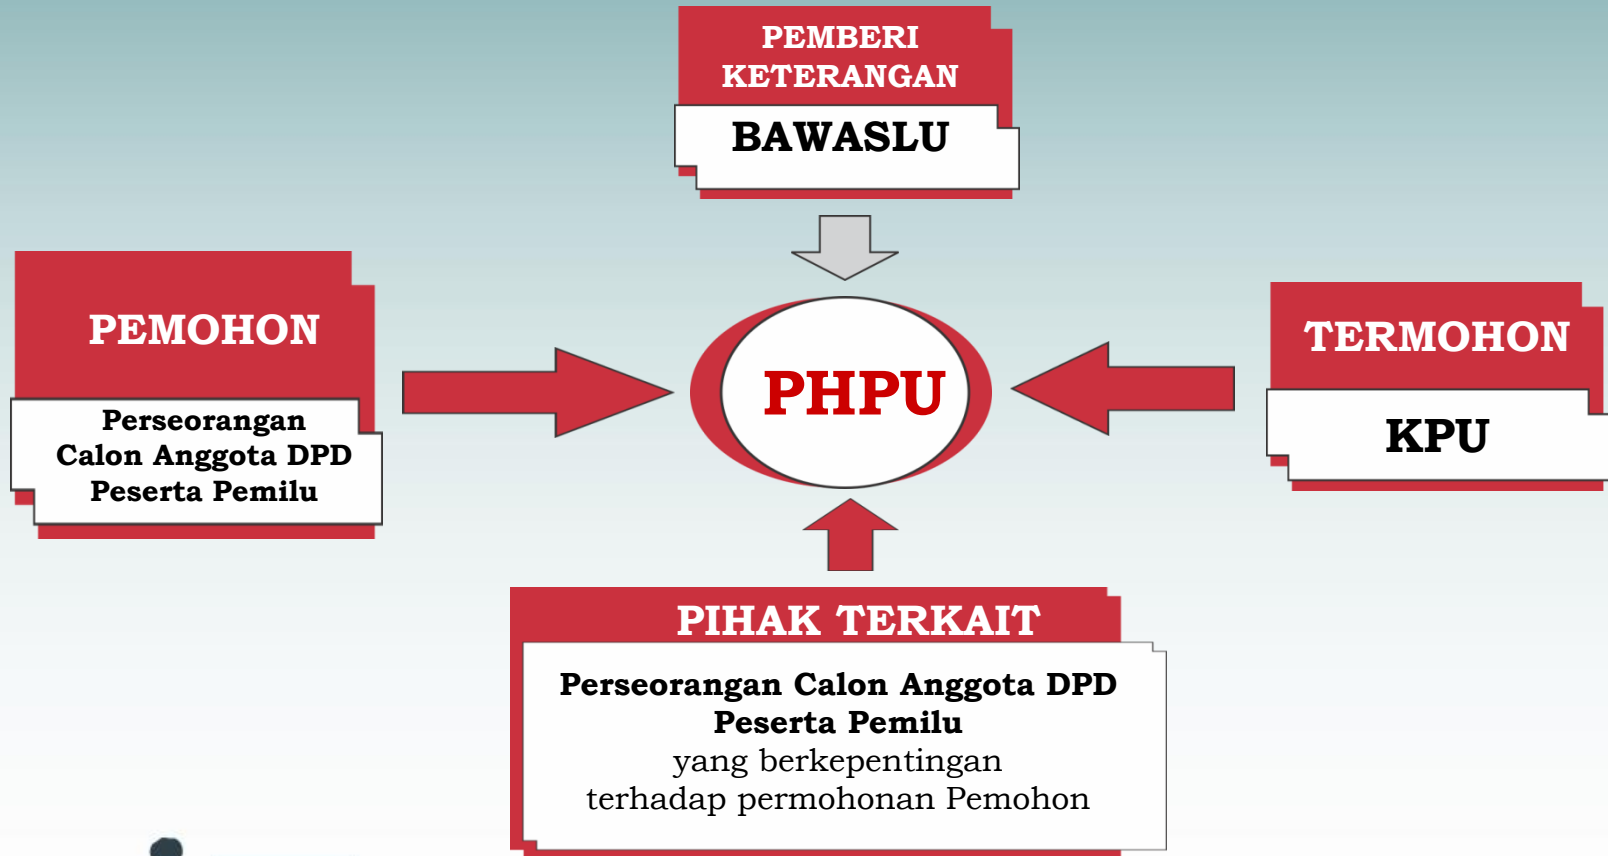 PEMBERI
KETERANGAN
BAWASLU
PEMOHON
Perseorangan
Calon Anggota DPD
Peserta Pemilu
PHPU
TERMOHON
KPU
PIHAK TERKAIT
Perseorangan Calon Anggota DPD
Peserta Pemilu
yang berkepentingan
terhadap permohonan Pemohon